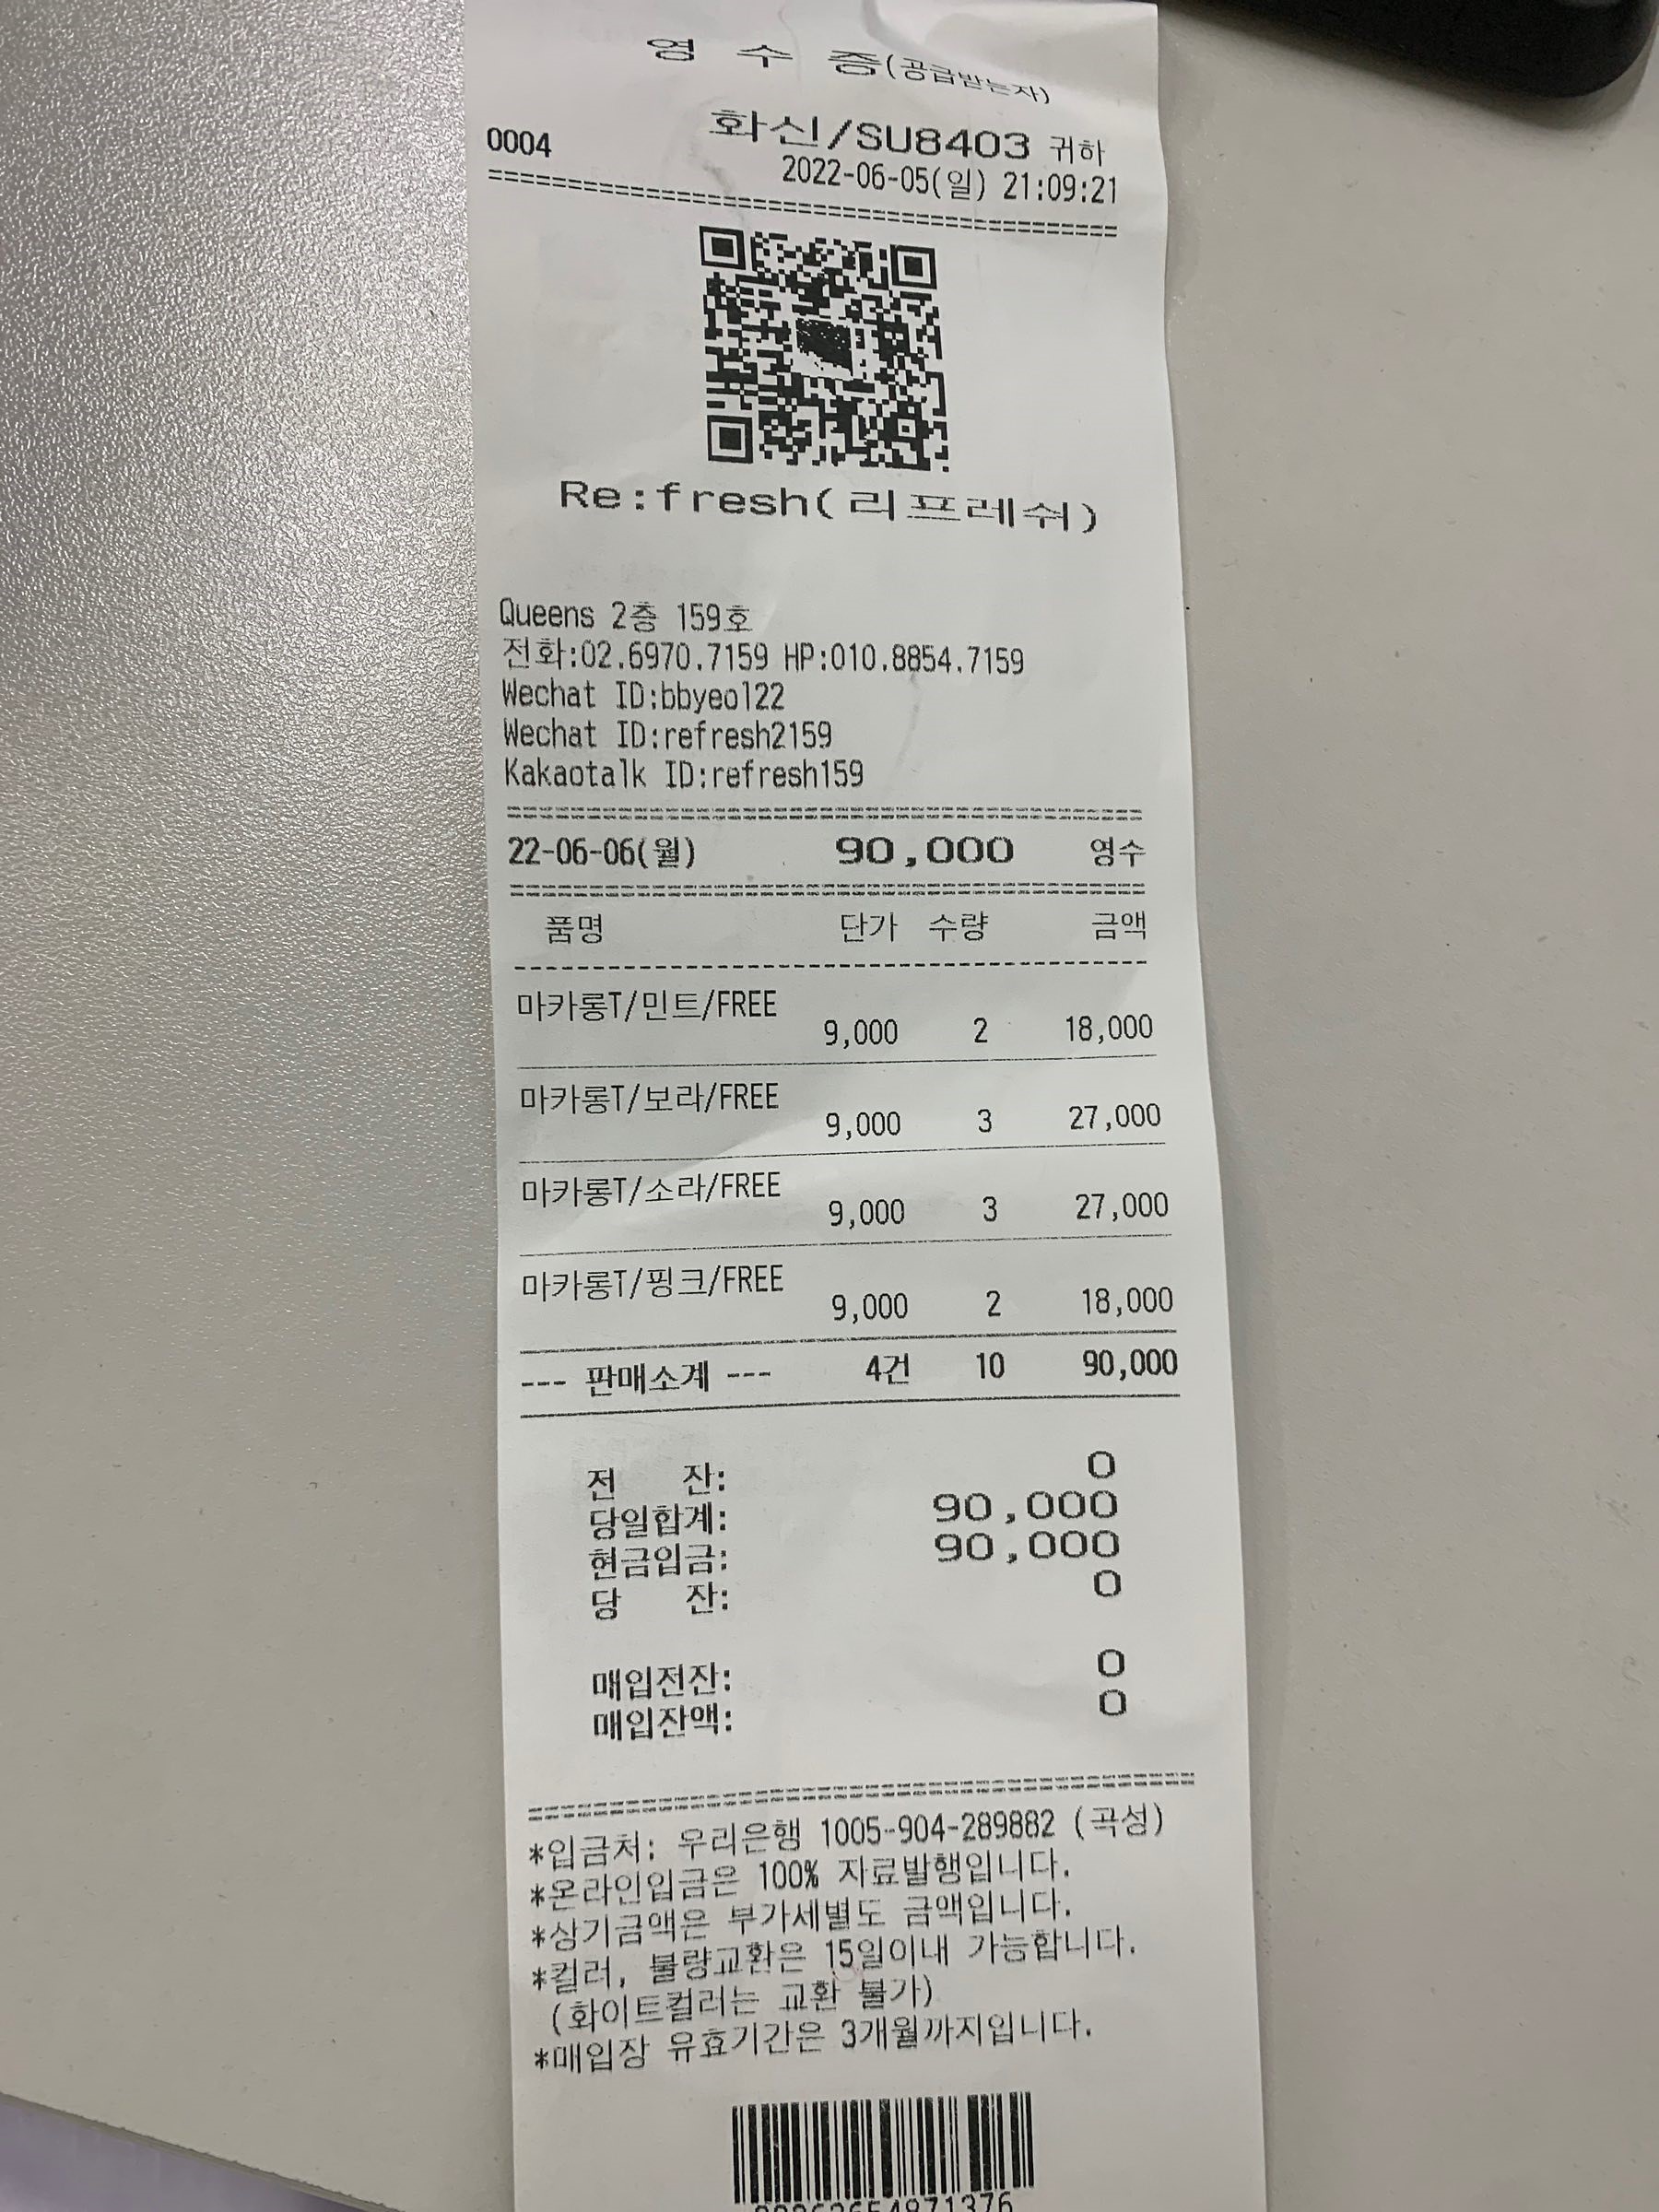 영 수 증(공급받는자)
0004 화신/SU8403 귀하
2022-06-05(일) 21:09:21
==========================================
Re:fresh(리프레쉬)
Queens 2층 159호
전화:02.6970.7159 HP:010.8854.7159
Wechat ID:bbyeol22
Wechat ID:refresh2159
Kakaotalk ID:refresh159
22-06-06(월) 90,000 영수
품명 단가 수량 금액
마카롱T/민트/FREE
9,000 2 18,000
마카롱T/보라/FREE
9,000 3 27,000
마카롱T/소라/FREE
9,000 3 27,000
마카롱T/핑크/FREE
9,000 2 18,000
--- 판매소계 --- 4건 10 90,000
전 잔: 0
당일합계: 90,000
현금입금: 90,000
당 잔: 0
매입전잔: 0
매입잔액: 0
*입금처: 우리은행 1005-904-289882 (곡성)
*온라인입금은 100% 자료발행입니다.
*상기금액은 부가세별도 금액입니다.
*컬러, 불량교환은 15일이내 가능합니다.
(화이트컬러는 교환 불가)
*매입장 유효기간은 3개월까지입니다.